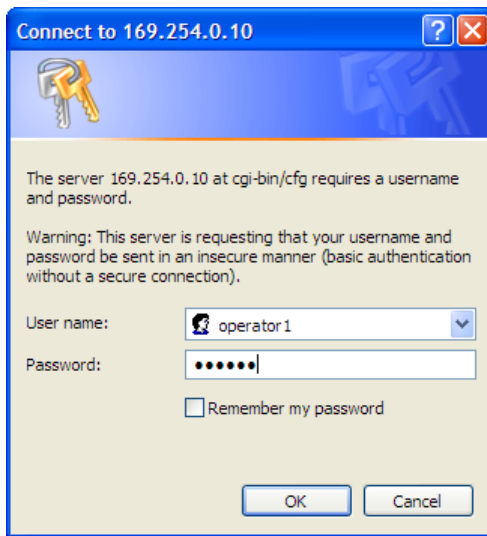 Connect to 169.254.0.10
The server 169.254.0.10 at cgi-bin/cfg requires a username
and password.
Warning: This server is requesting that your username and
password be sent in an insecure manner (basic authentication
without a secure connection).
User name: operator1
Password: ••••••
Remember my password
OK Cancel